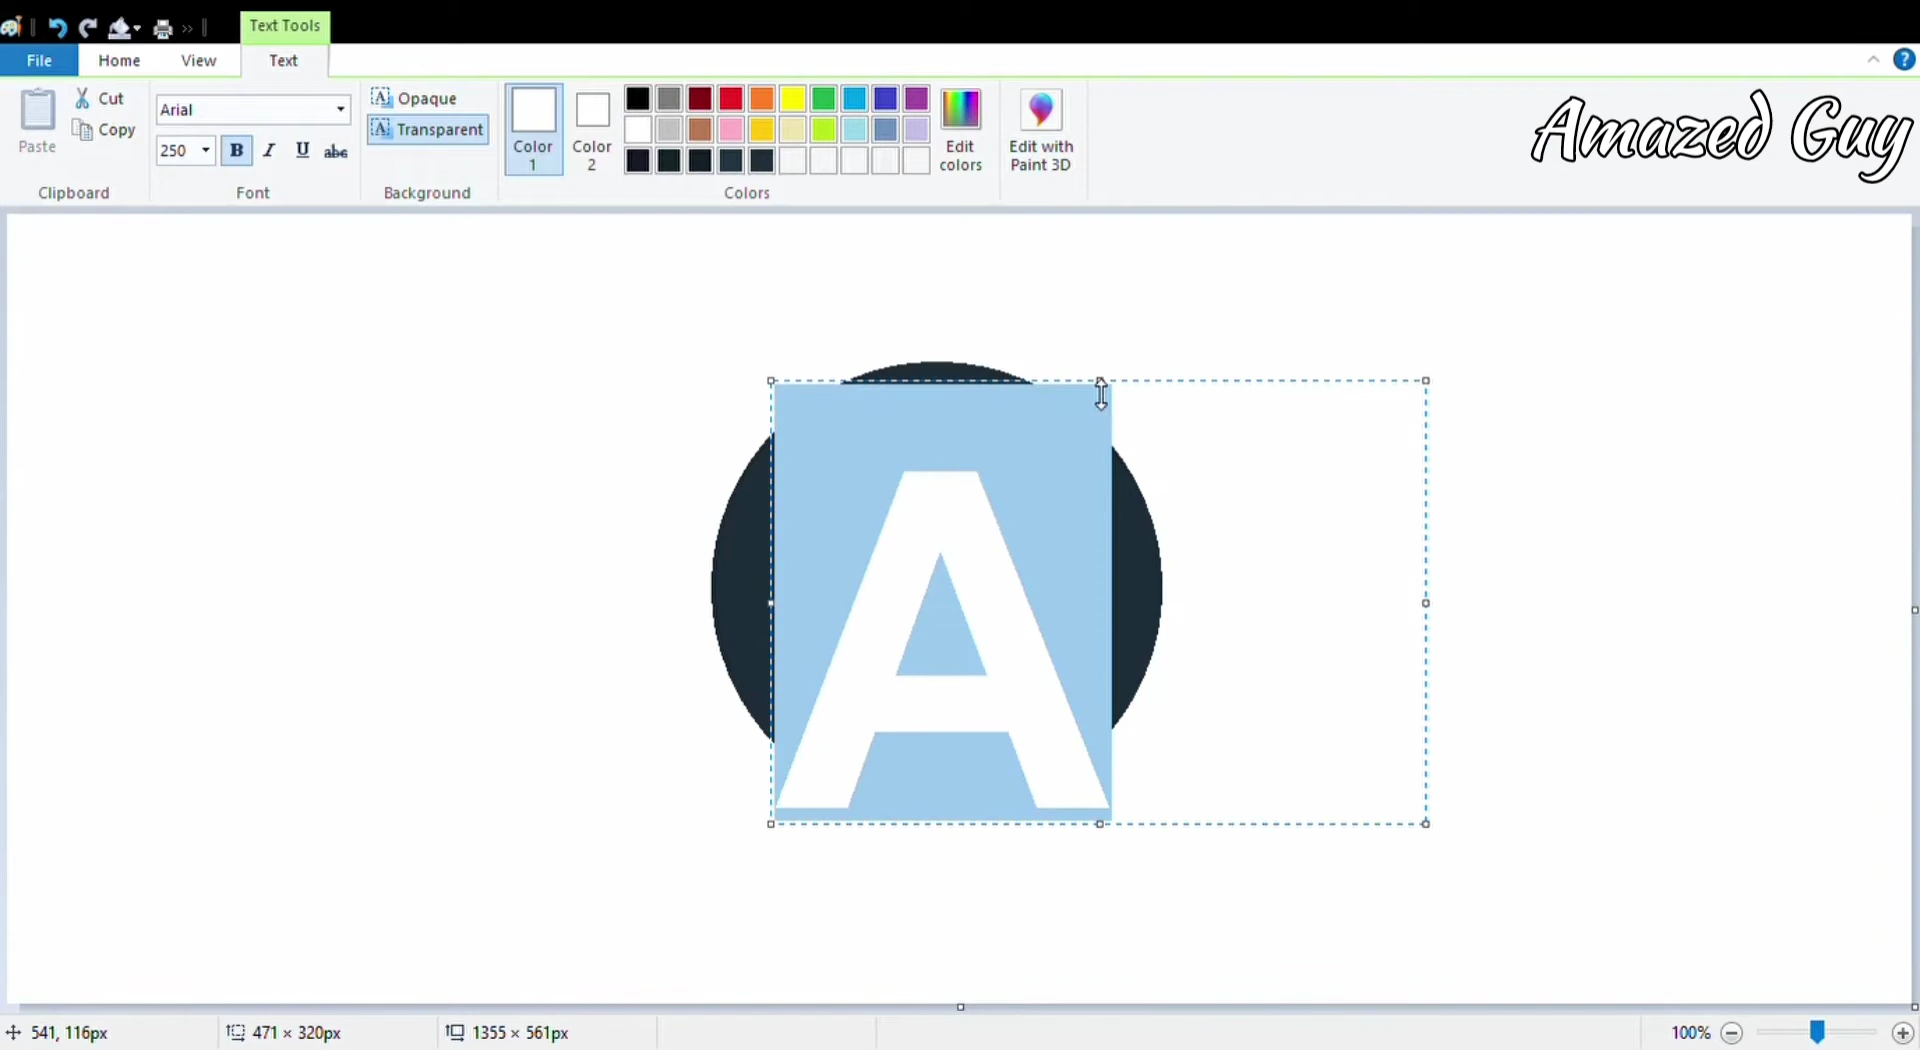 Text Tools
File Home View Text ?
Paste Cut Copy
Arial
250 B I U abc
A Opaque
A Transparent
Color 1
Color 2
Edit colors
Edit with Paint 3D
Clipboard Font Background Colors
Amazed Guy
A
541, 116px 471 × 320px 1355 × 561px 100%